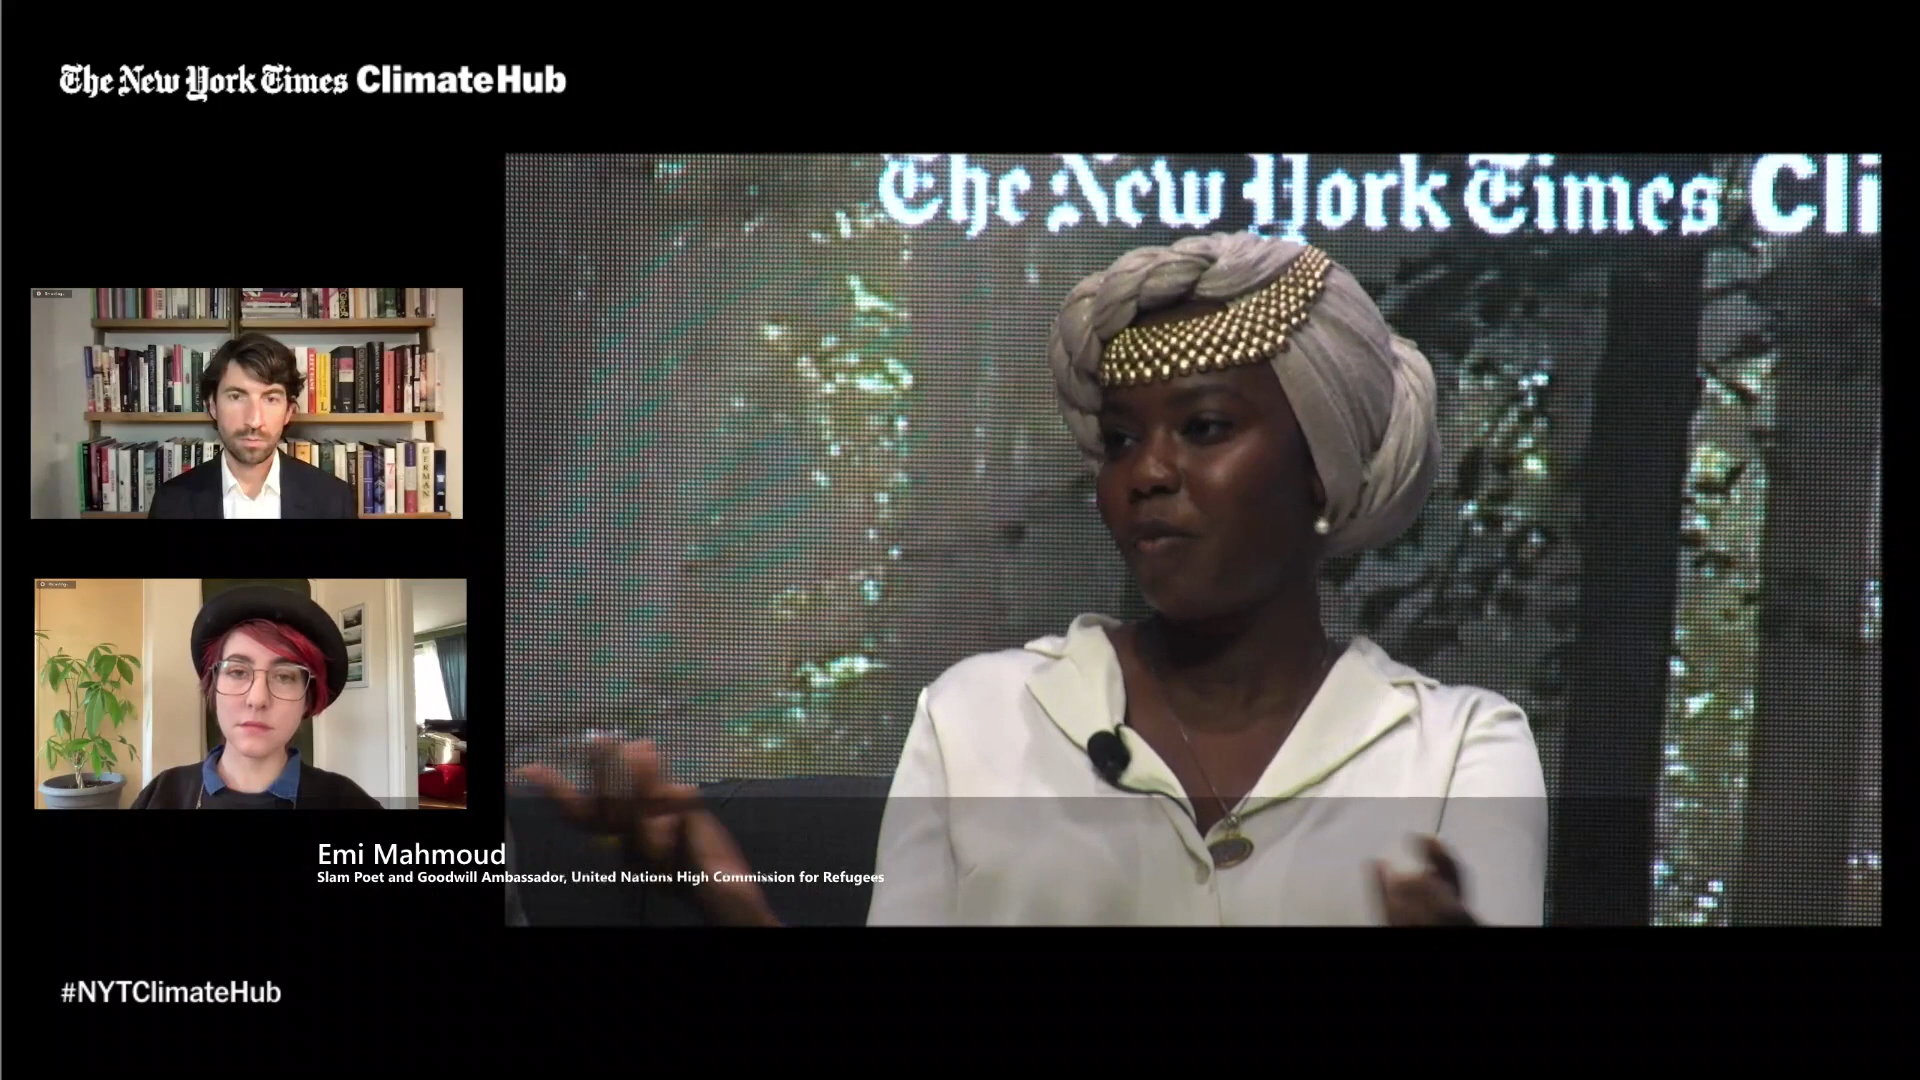 The New York Times Climate Hub
The New York Times Cli
GERMAN
Emi Mahmoud
Slam Poet and Goodwill Ambassador, United Nations High Commission for Refugees
#NYTClimateHub